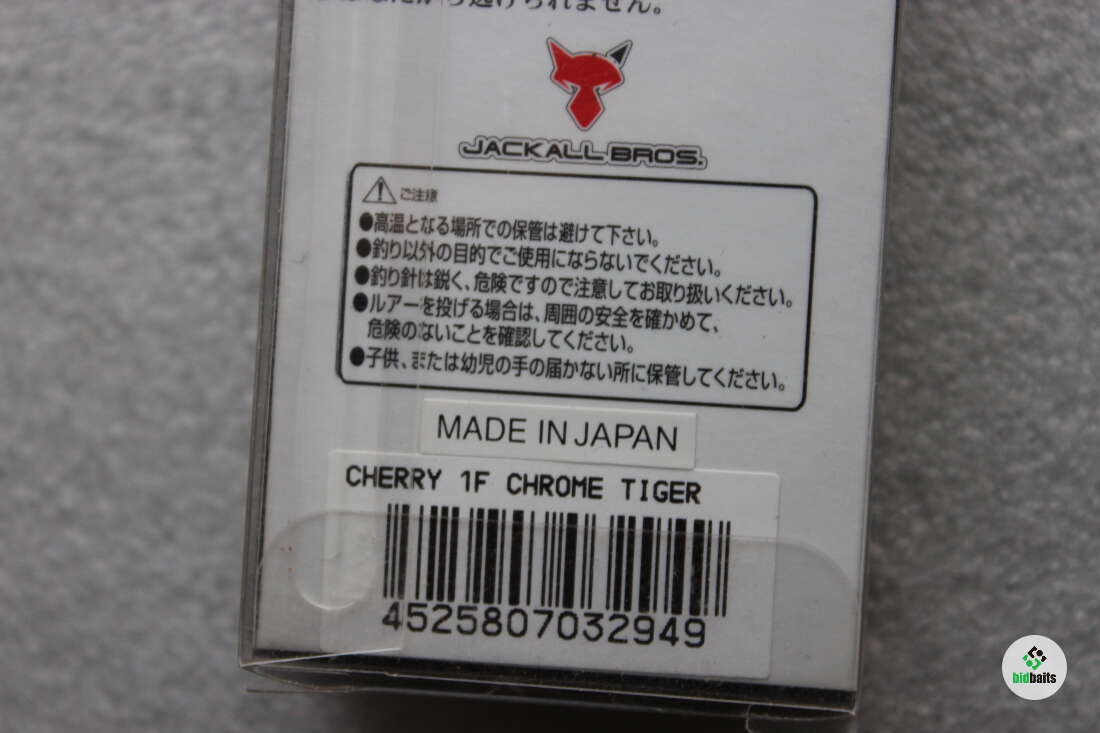 られません。
JACKALL BROS.
ご注意
●高温となる場所での保管は避けて下さい。
●釣り以外の目的でご使用にならないでください。
●釣り針は鋭く、危険ですので注意してお取り扱いください。
●ルアーを投げる場合は、周囲の安全を確かめて、
危険のないことを確認してください。
●子供、または幼児の手の届かない所に保管してください。
MADE IN JAPAN
CHERRY 1F CHROME TIGER
4525807032949
bidbaits